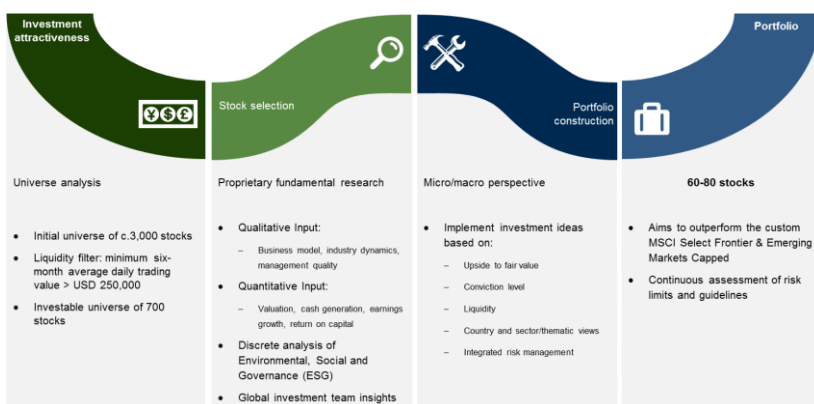 Investment
attractiveness
¥ $ £
Universe analysis
• Initial universe of c.3,000 stocks
• Liquidity filter: minimum six-
month average daily trading
value > USD 250,000
• Investable universe of 700
stocks
Stock selection
Proprietary fundamental research
• Qualitative Input:
– Business model, industry dynamics,
management quality
• Quantitative Input:
– Valuation, cash generation, earnings
growth, return on capital
• Discrete analysis of
Environmental, Social and
Governance (ESG)
• Global investment team insights
Portfolio
construction
Micro/macro perspective
• Implement investment ideas
based on:
– Upside to fair value
– Conviction level
– Liquidity
– Country and sector/thematic views
– Integrated risk management
Portfolio
60-80 stocks
• Aims to outperform the custom
MSCI Select Frontier & Emerging
Markets Capped
• Continuous assessment of risk
limits and guidelines